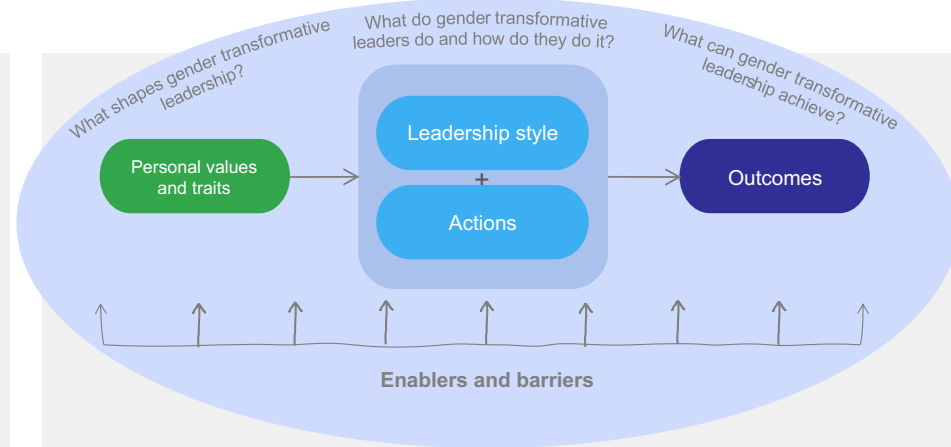 What shapes gender transformative
leadership?
What do gender transformative
leaders do and how do they do it?
What can gender transformative
leadership achieve?
Personal values
and traits
Leadership style
+
Actions
Outcomes
Enablers and barriers